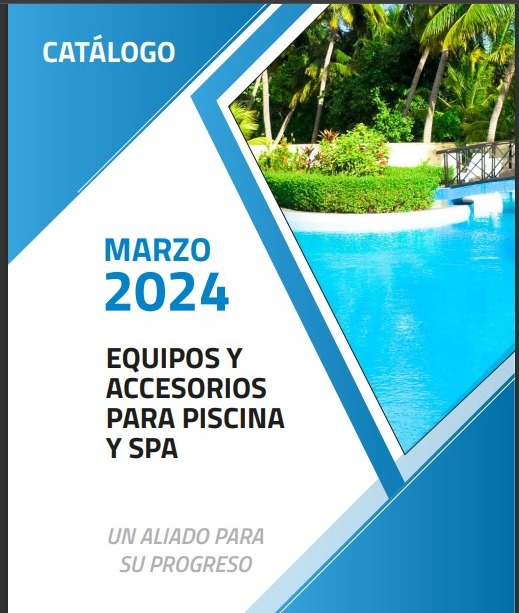 CATÁLOGO
MARZO
2024
EQUIPOS Y
ACCESORIOS
PARA PISCINA
Y SPA
UN ALIADO PARA
SU PROGRESO